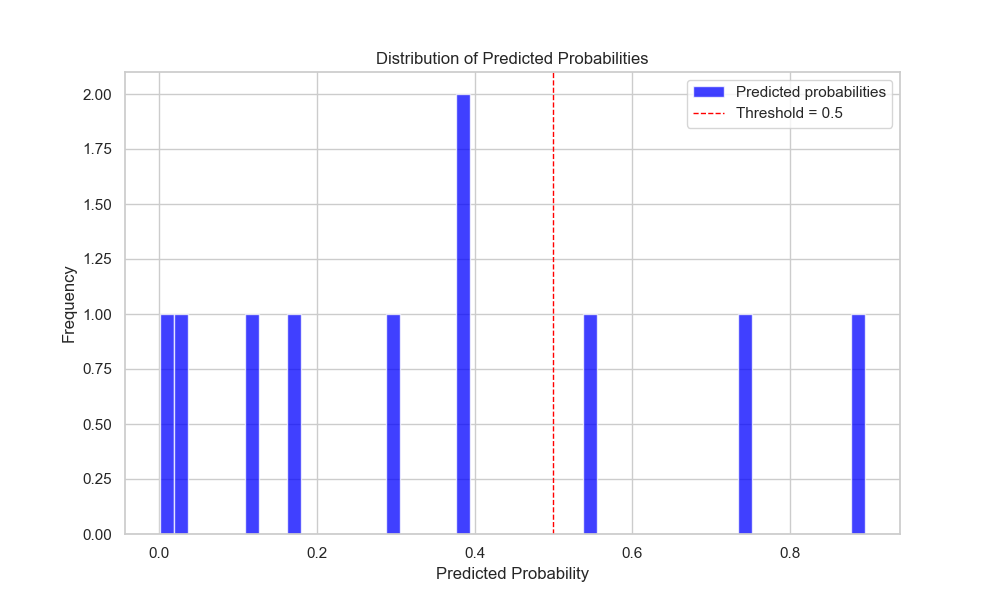 Distribution of Predicted Probabilities
Predicted probabilities
Threshold = 0.5
2.00
1.75
1.50
1.25
1.00
0.75
0.50
0.25
0.00
Frequency
0.0 0.2 0.4 0.6 0.8
Predicted Probability